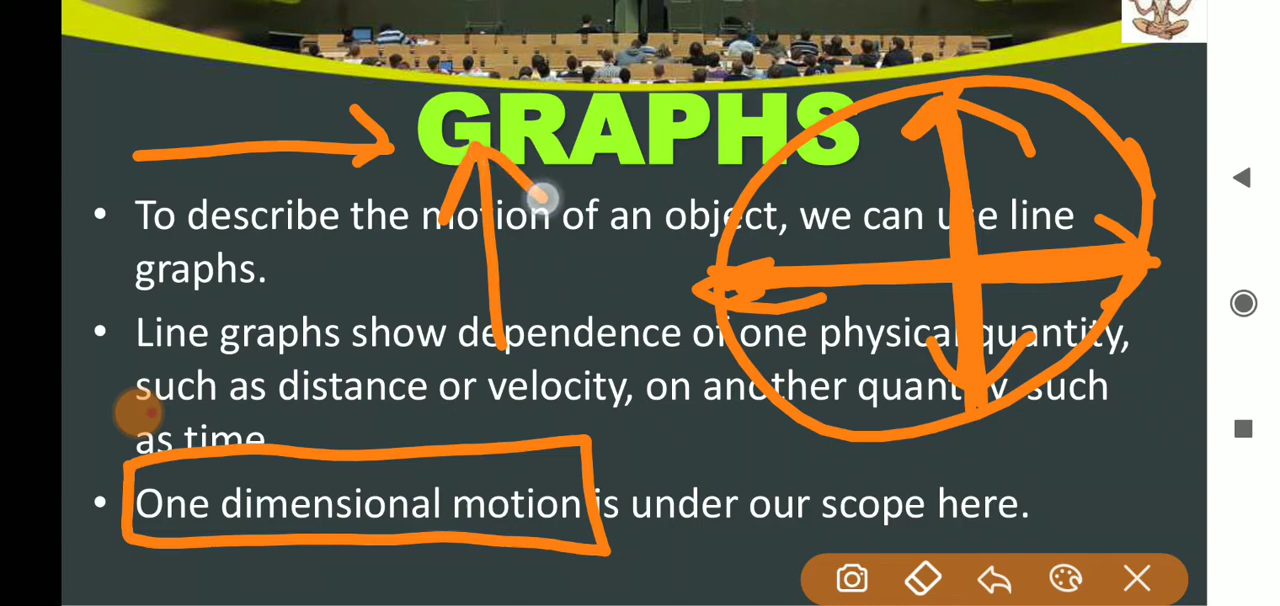 GRAPHS
• To describe the motion of an object, we can use line
graphs.
• Line graphs show dependence of one physical quantity,
such as distance or velocity, on another quantity, such
as time.
• One dimensional motion is under our scope here.